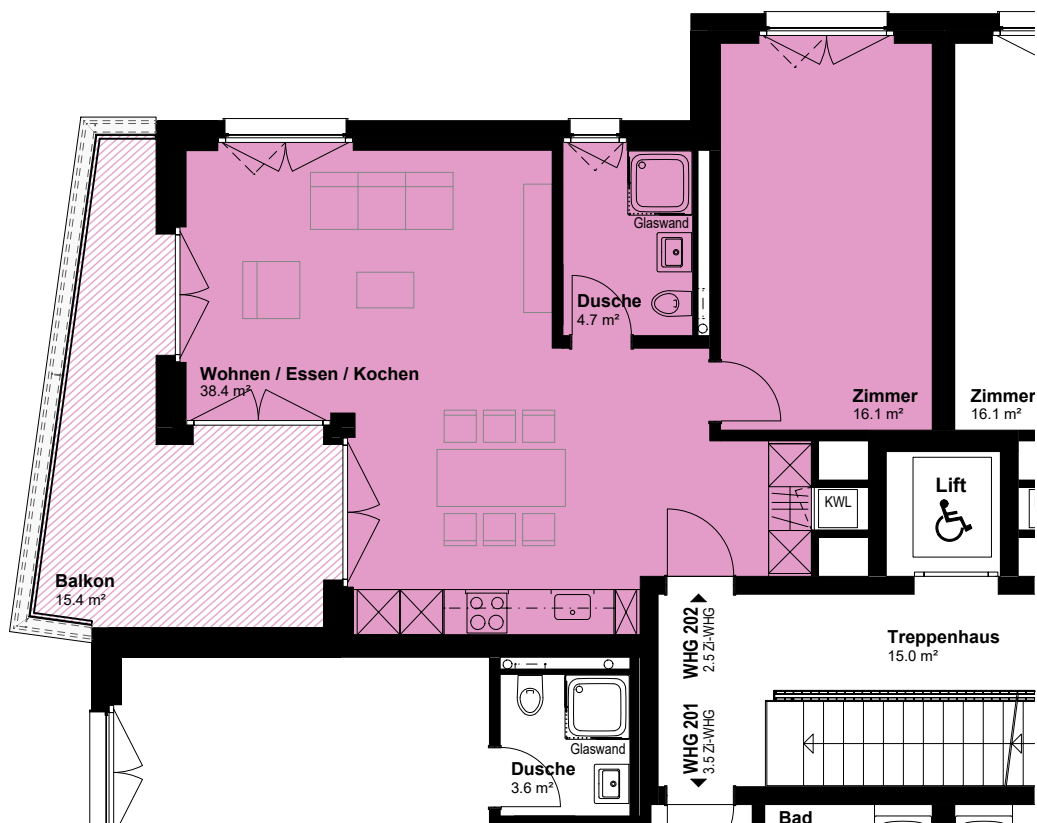 Glaswand
Dusche
4.7 m²
Wohnen / Essen / Kochen
38.4 m²
Zimmer
16.1 m²
Zimmer
16.1 m²
KWL
Lift
Balkon
15.4 m²
WHG 202
2.5 Zi-WHG
Treppenhaus
15.0 m²
WHG 201
3.5 Zi-WHG
Glaswand
Dusche
3.6 m²
Bad